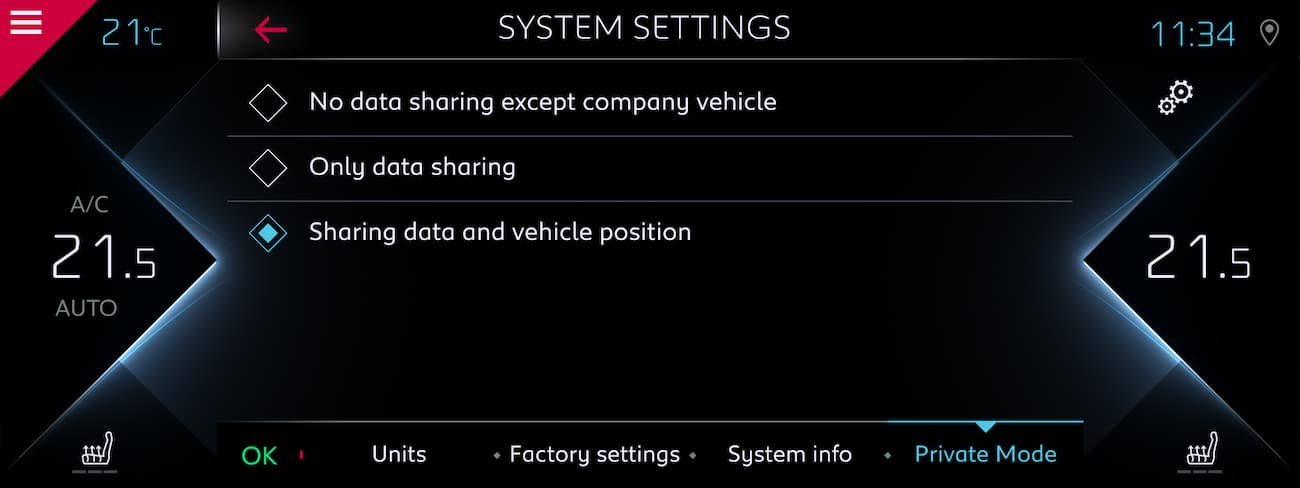 21°C
SYSTEM SETTINGS
11:34
No data sharing except company vehicle
Only data sharing
Sharing data and vehicle position
A/C
21.5
AUTO
21.5
OK Units Factory settings System info Private Mode